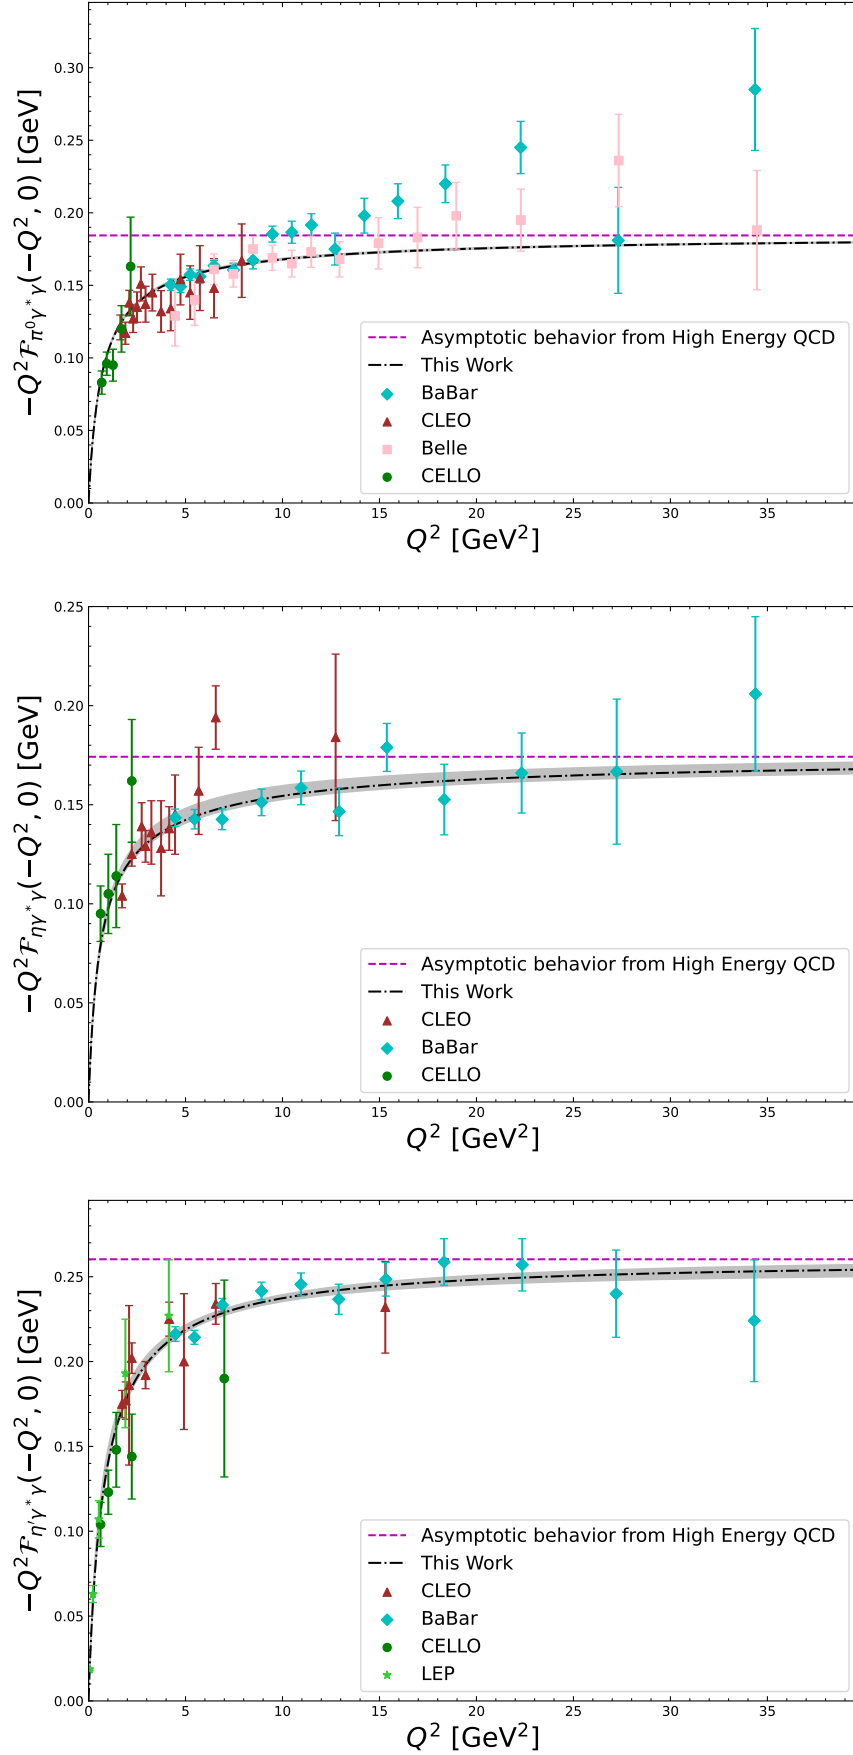 −Q²F_{π⁰γ*γ}(−Q², 0) [GeV]
0.30
0.25
0.20
0.15
0.10
0.05
0.00
Asymptotic behavior from High Energy QCD
This Work
BaBar
CLEO
Belle
CELLO
0 5 10 15 20 25 30 35
Q² [GeV²]
−Q²F_{ηγ*γ}(−Q², 0) [GeV]
0.25
0.20
0.15
0.10
0.05
0.00
Asymptotic behavior from High Energy QCD
This Work
CLEO
BaBar
CELLO
0 5 10 15 20 25 30 35
Q² [GeV²]
−Q²F_{η′γ*γ}(−Q², 0) [GeV]
0.25
0.20
0.15
0.10
0.05
0.00
Asymptotic behavior from High Energy QCD
This Work
CLEO
BaBar
CELLO
LEP
0 5 10 15 20 25 30 35
Q² [GeV²]